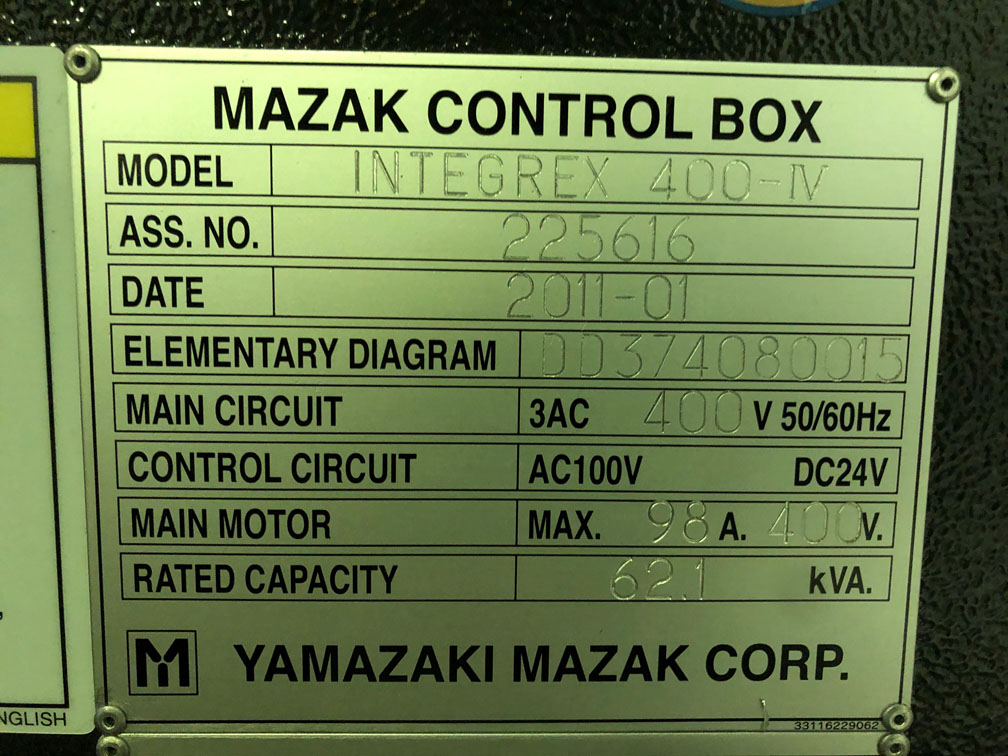 MAZAK CONTROL BOX
MODEL INTEGREX 400-IV
ASS. NO. 225616
DATE 2011-01
ELEMENTARY DIAGRAM DD374080015
MAIN CIRCUIT 3AC 400 V 50/60Hz
CONTROL CIRCUIT AC100V DC24V
MAIN MOTOR MAX. 98 A. 400 V.
RATED CAPACITY 62.1 kVA.
M YAMAZAKI MAZAK CORP.
NGLISH
33116229062